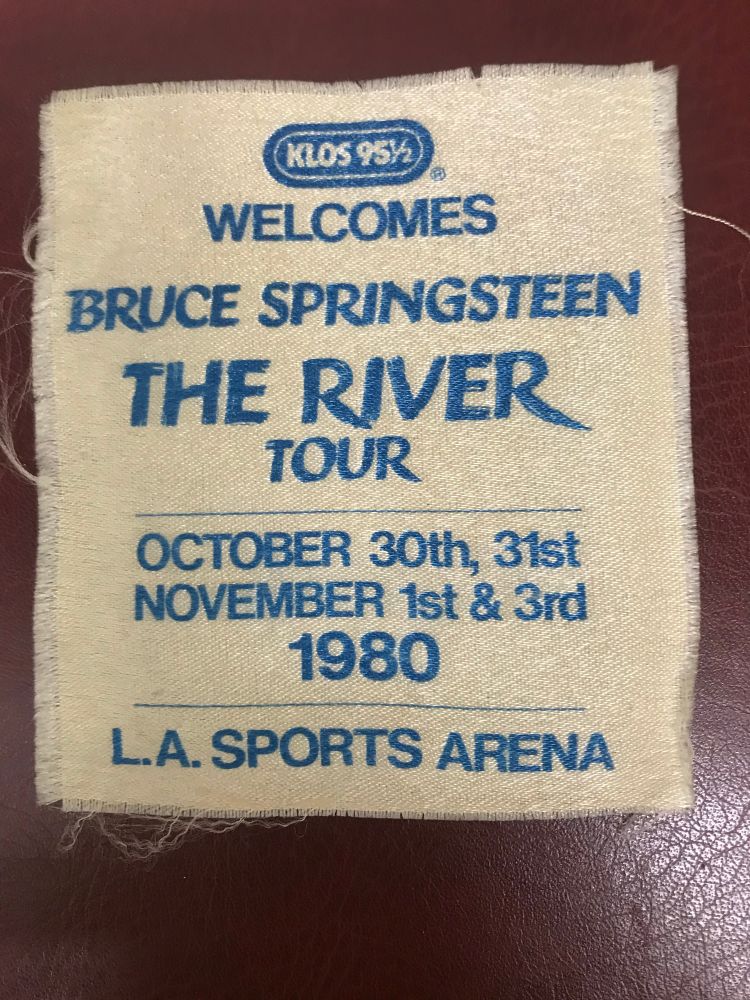 KLOS 95½
®
WELCOMES
BRUCE SPRINGSTEEN
THE RIVER
TOUR
OCTOBER 30th, 31st
NOVEMBER 1st & 3rd
1980
L.A. SPORTS ARENA